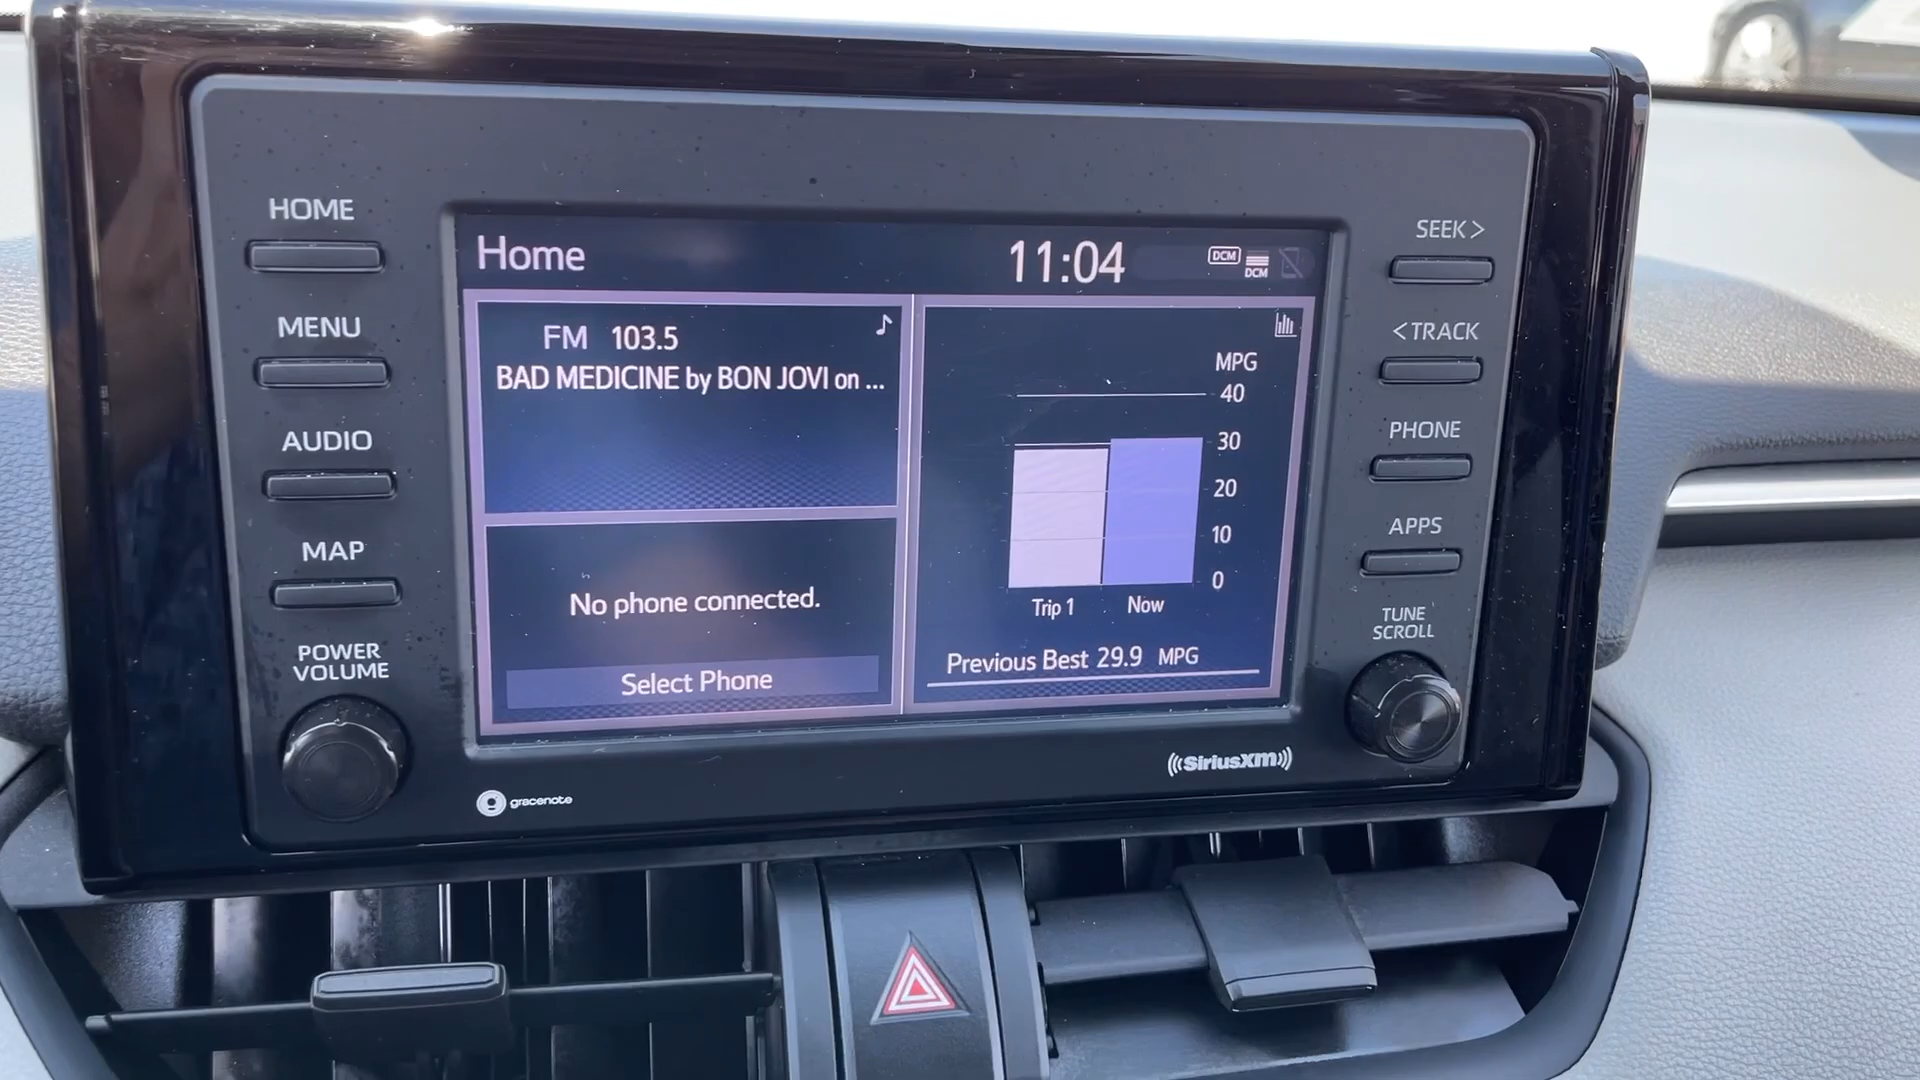 HOME
MENU
AUDIO
MAP
POWER
VOLUME
Home 11:04 DCM DCM
FM 103.5
BAD MEDICINE by BON JOVI on ...
No phone connected.
Select Phone
MPG
40
30
20
10
0
Trip 1 Now
Previous Best 29.9 MPG
SEEK >
< TRACK
PHONE
APPS
TUNE
SCROLL
gracenote
((SiriusXM))